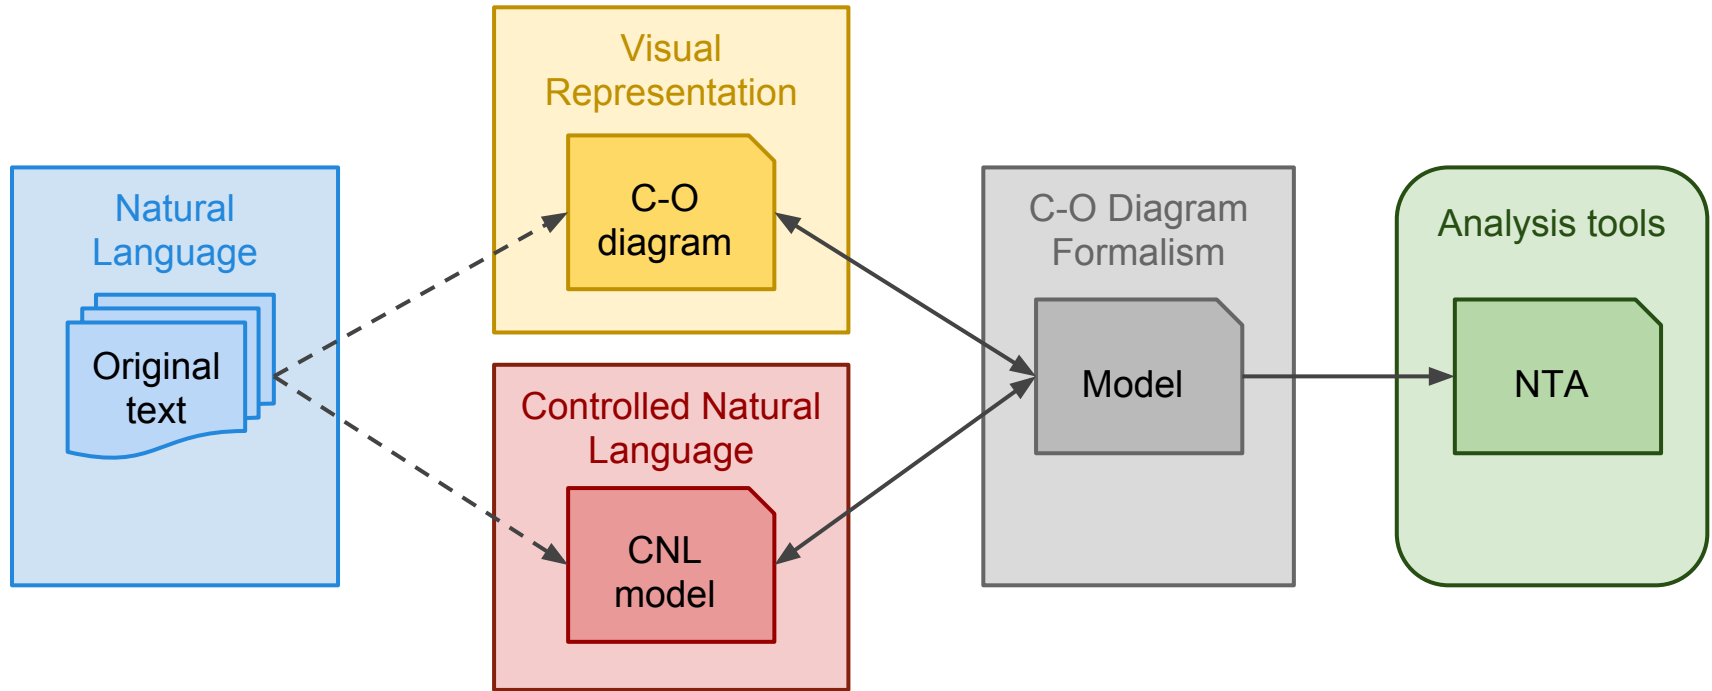 Natural
Language
Original
text
Visual
Representation
C-O
diagram
Controlled Natural
Language
CNL
model
C-O Diagram
Formalism
Model
Analysis tools
NTA